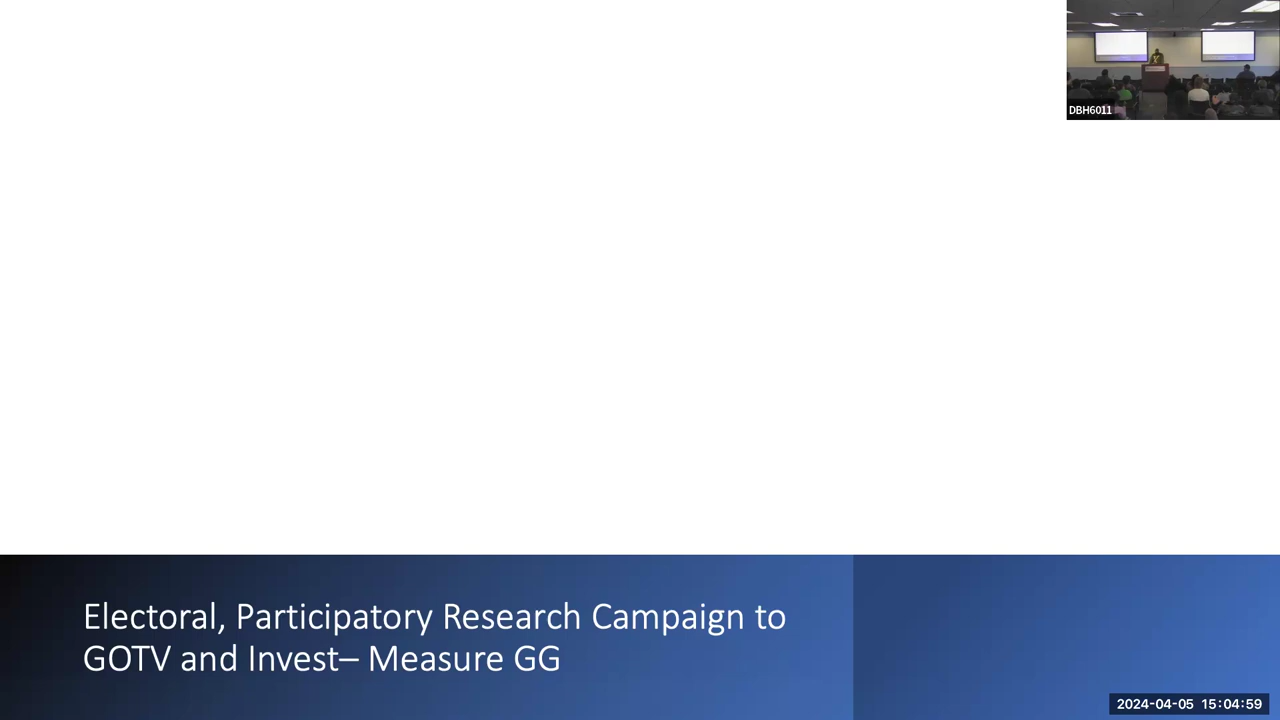 DBH6011
Electoral, Participatory Research Campaign to
GOTV and Invest– Measure GG
2024-04-05 15:04:59